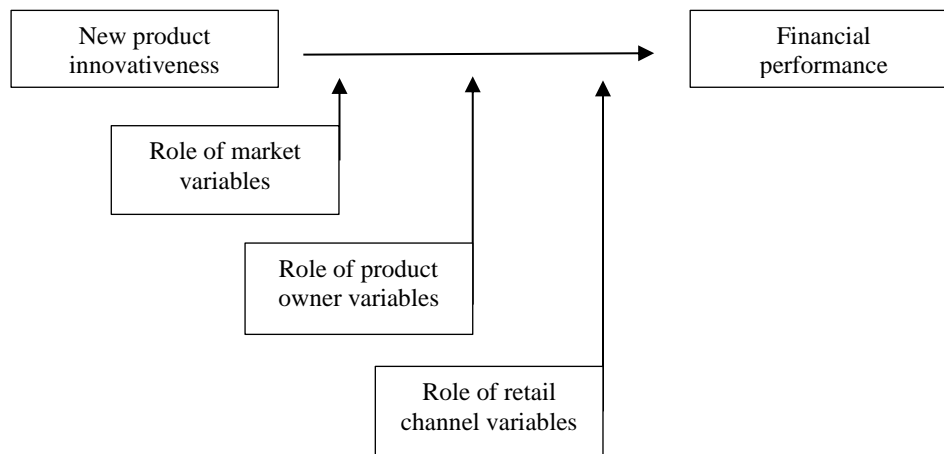 New product
innovativeness
Financial
performance
Role of market
variables
Role of product
owner variables
Role of retail
channel variables